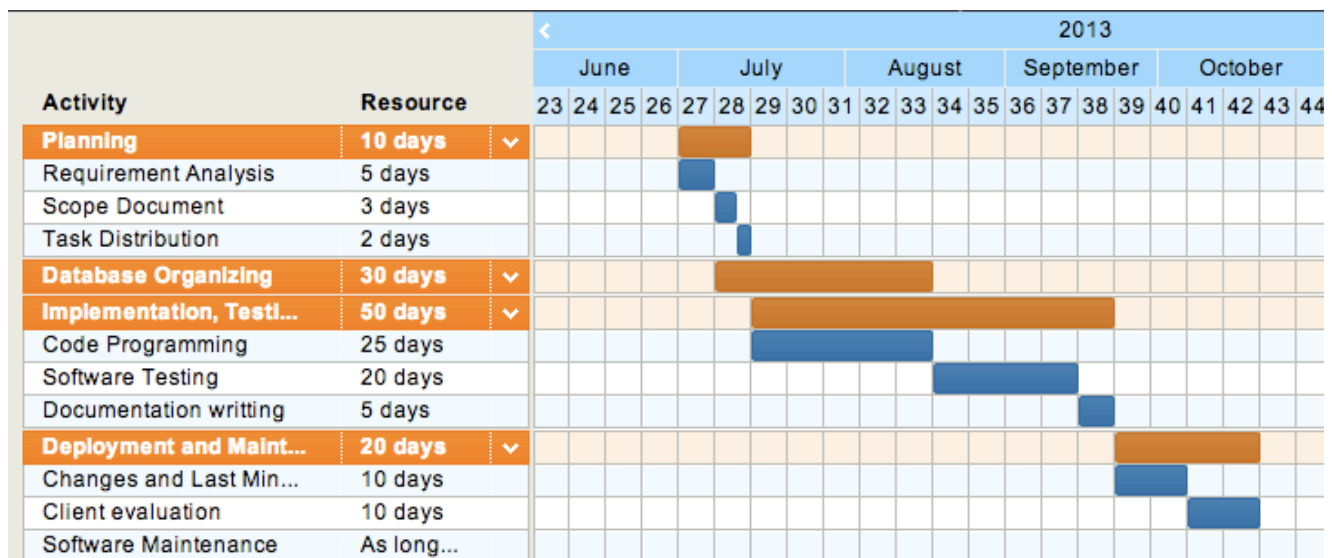 2013
June July August September October
Activity Resource 23 24 25 26 27 28 29 30 31 32 33 34 35 36 37 38 39 40 41 42 43 44
Planning 10 days
Requirement Analysis 5 days
Scope Document 3 days
Task Distribution 2 days
Database Organizing 30 days
Implementation, Testi... 50 days
Code Programming 25 days
Software Testing 20 days
Documentation writting 5 days
Deployment and Maint... 20 days
Changes and Last Min... 10 days
Client evaluation 10 days
Software Maintenance As long...